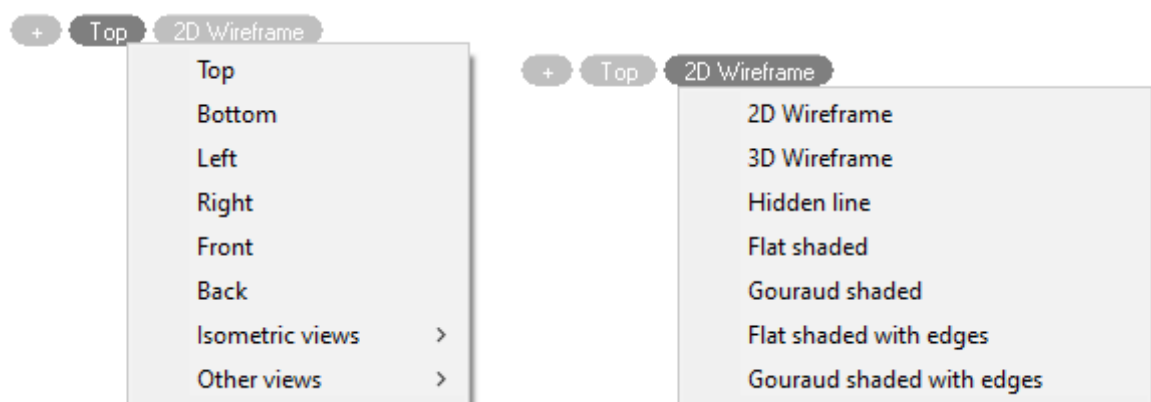 + Top 2D Wireframe
Top
Bottom
Left
Right
Front
Back
Isometric views >
Other views >
+ Top 2D Wireframe
2D Wireframe
3D Wireframe
Hidden line
Flat shaded
Gouraud shaded
Flat shaded with edges
Gouraud shaded with edges